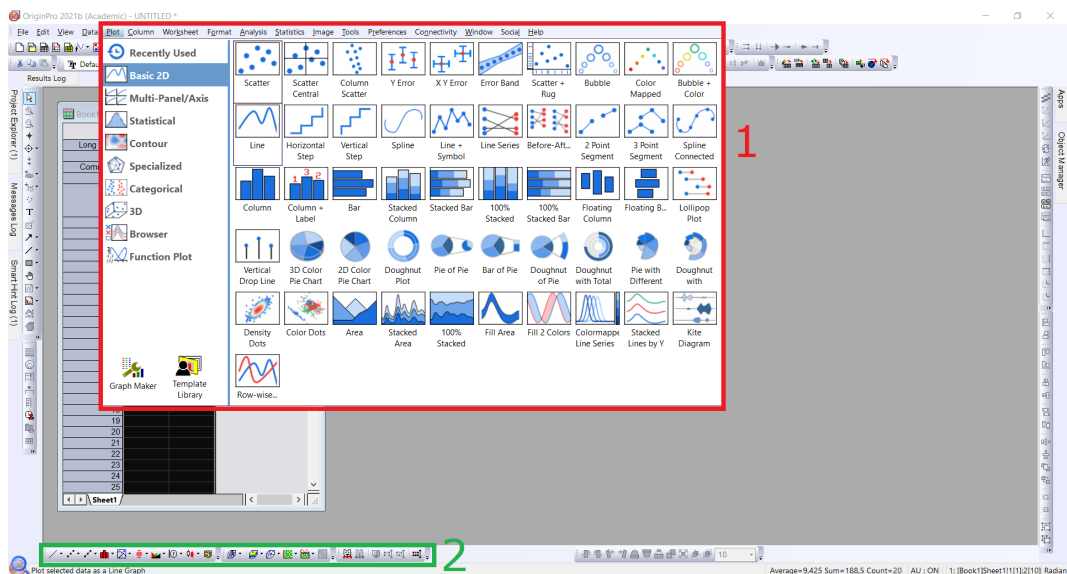 OriginPro 2021b (Academic) - UNTITLED *
File Edit View Data Plot Column Worksheet Format Analysis Statistics Image Tools Preferences Connectivity Window Social Help
Results Log
Project Explorer (1)
Messages Log
Smart Hint Log (1)
Apps
Object Manager
Book1
Long
Com
Recently Used
Basic 2D
Multi-Panel/Axis
Statistical
Contour
Specialized
Categorical
3D
Browser
Function Plot
Graph Maker
Template
Library
Scatter
Scatter
Central
Column
Scatter
Y Error
X Y Error
Error Band
Scatter +
Rug
Bubble
Color
Mapped
Bubble +
Color
Line
Horizontal
Step
Vertical
Step
Spline
Line +
Symbol
Line Series
Before-Aft...
2 Point
Segment
3 Point
Segment
Spline
Connected
1 2 3
Column
Column +
Label
Bar
Stacked
Column
Stacked Bar
100%
Stacked
100%
Stacked Bar
Floating
Column
Floating B...
Lollipop
Plot
Vertical
Drop Line
3D Color
Pie Chart
2D Color
Pie Chart
Doughnut
Plot
Pie of Pie
Bar of Pie
Doughnut
of Pie
Doughnut
with Total
Pie with
Different
Doughnut
with
Density
Dots
Color Dots
Area
Stacked
Area
100%
Stacked
Fill Area
Fill 2 Colors
Colormappe
Line Series
Stacked
Lines by Y
Kite
Diagram
Row-wise...
1
19
20
21
22
23
24
25
Sheet1
2
10
Plot selected data as a Line Graph
Average=9.425 Sum=188.5 Count=20
AU : ON
1: [Book1]Sheet1!1[1]:2[10] Radian